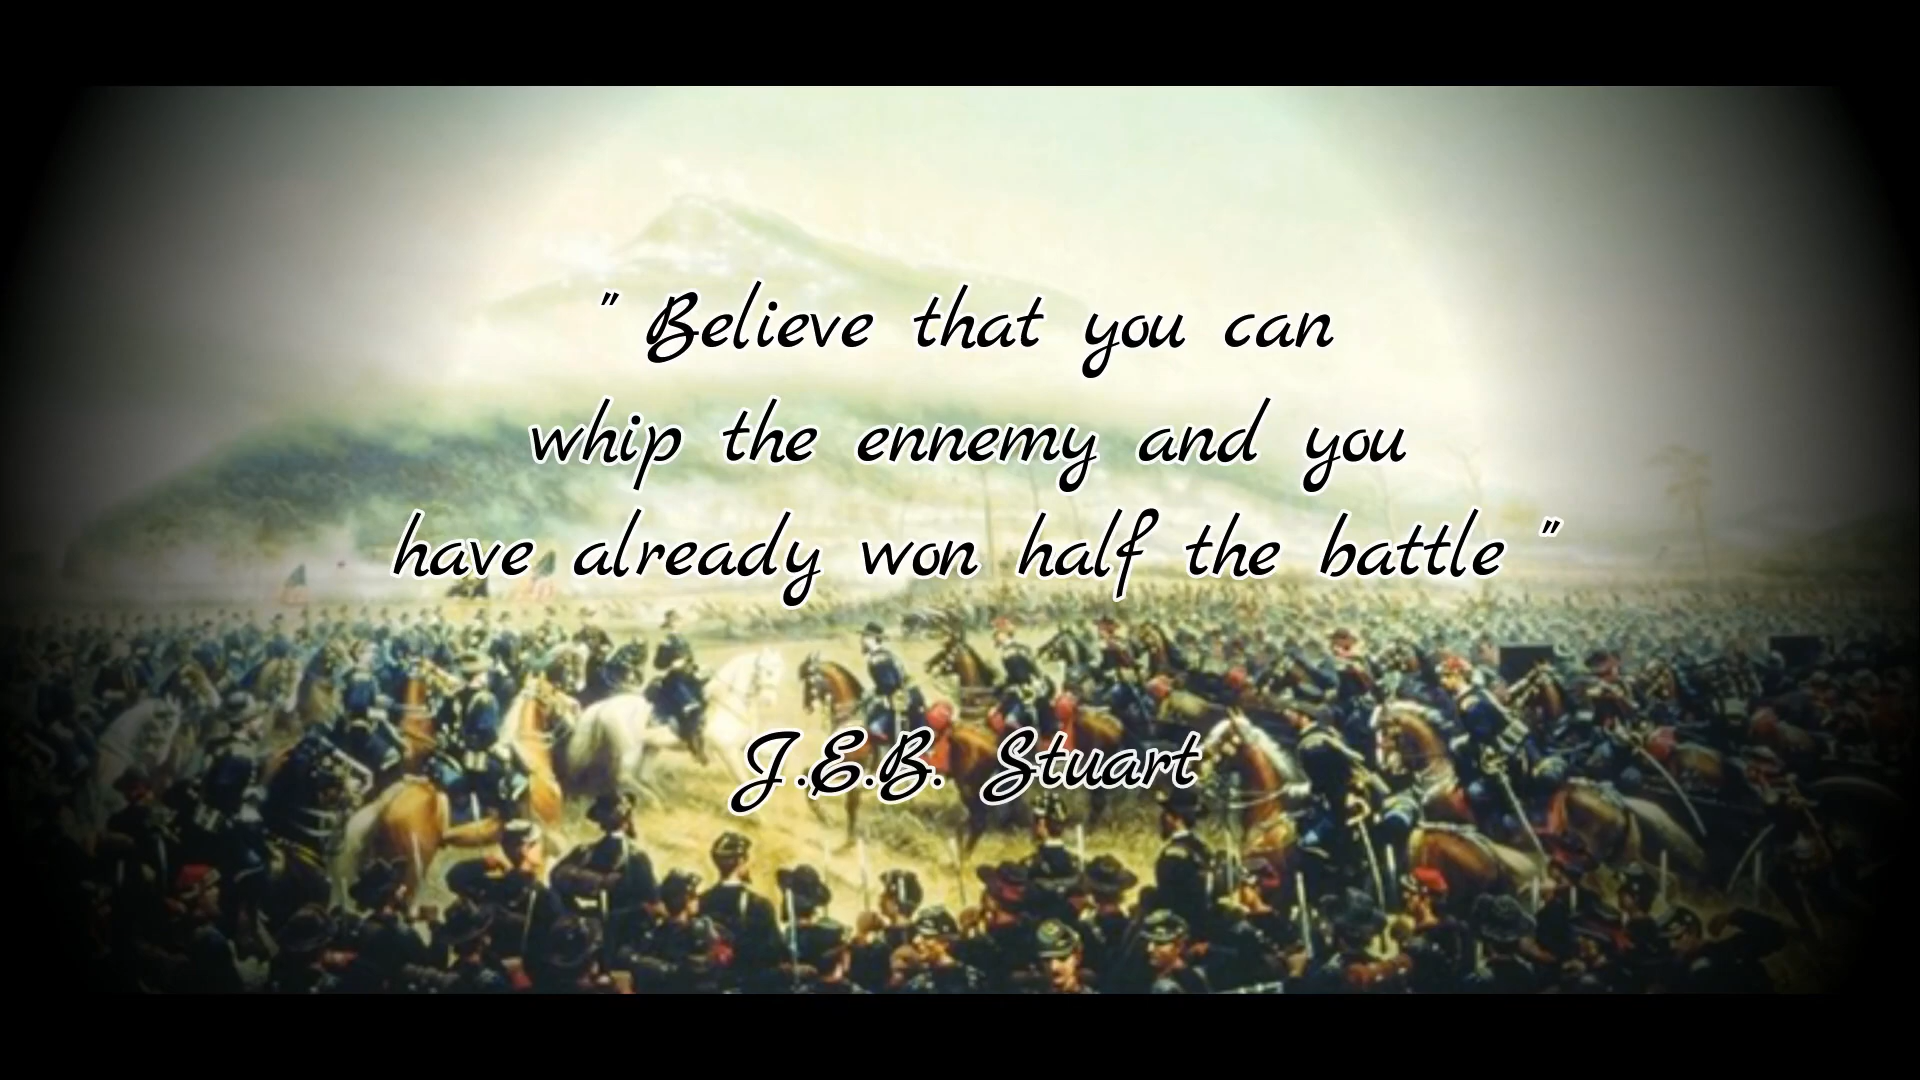 " Believe that you can
whip the ennemy and you
have already won half the battle "
J.E.B. Stuart